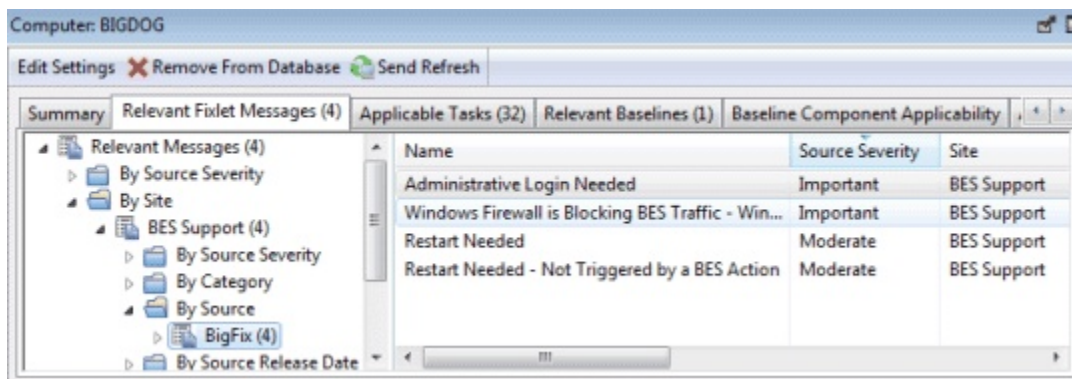 Computer: BIGDOG
Edit Settings Remove From Database Send Refresh
Summary Relevant Fixlet Messages (4) Applicable Tasks (32) Relevant Baselines (1) Baseline Component Applicability
Relevant Messages (4)
By Source Severity
By Site
BES Support (4)
By Source Severity
By Category
By Source
BigFix (4)
By Source Release Date
Name Source Severity Site
Administrative Login Needed Important BES Support
Windows Firewall is Blocking BES Traffic - Win... Important BES Support
Restart Needed Moderate BES Support
Restart Needed - Not Triggered by a BES Action Moderate BES Support